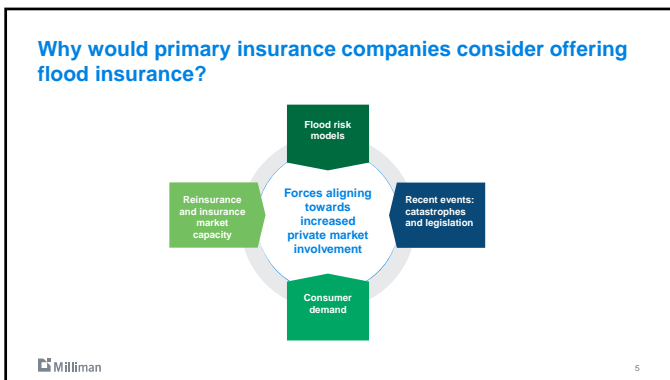 Why would primary insurance companies consider offering
flood insurance?
Flood risk
models
Reinsurance
and insurance
market
capacity
Forces aligning
towards
increased
private market
involvement
Recent events:
catastrophes
and legislation
Consumer
demand
Milliman
5